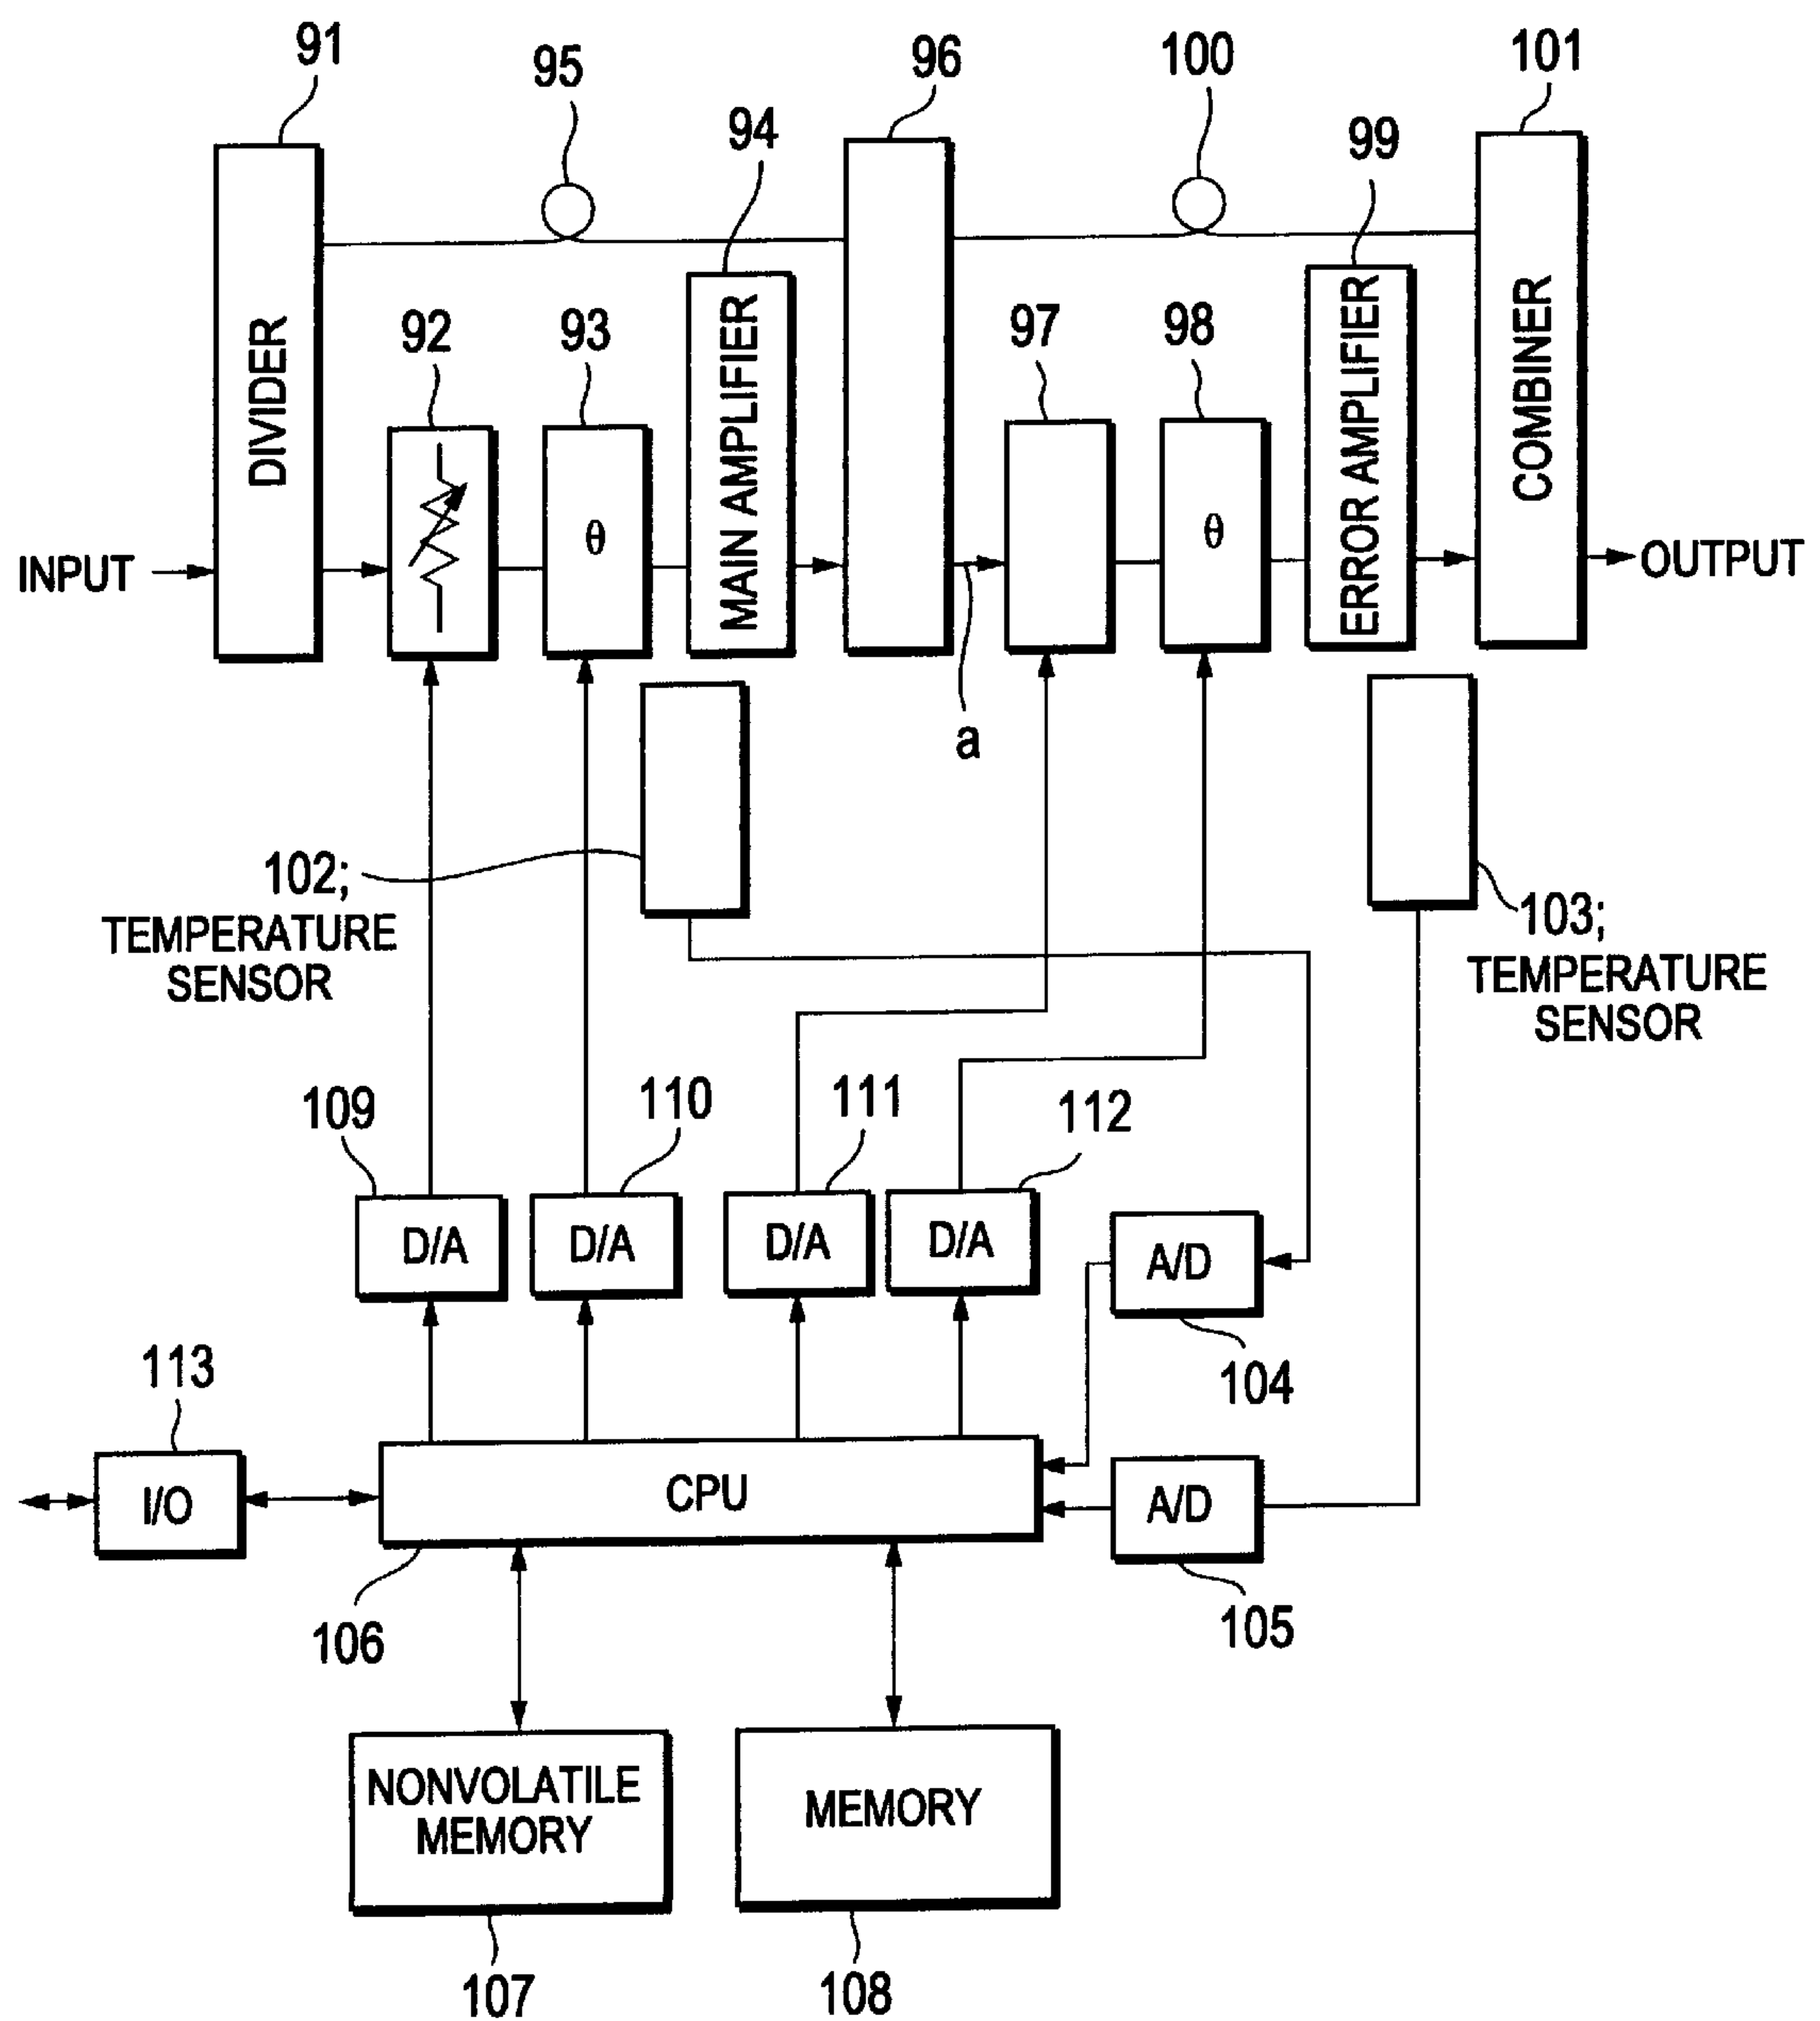 91
95
96
100
101
94
99
92
93
97
98
DIVIDER
MAIN AMPLIFIER
ERROR AMPLIFIER
COMBINER
θ
θ
INPUT
OUTPUT
a
102;
TEMPERATURE
SENSOR
103;
TEMPERATURE
SENSOR
109
110
111
112
D/A
D/A
D/A
D/A
A/D
104
113
I/O
CPU
A/D
106
105
NONVOLATILE
MEMORY
MEMORY
107
108